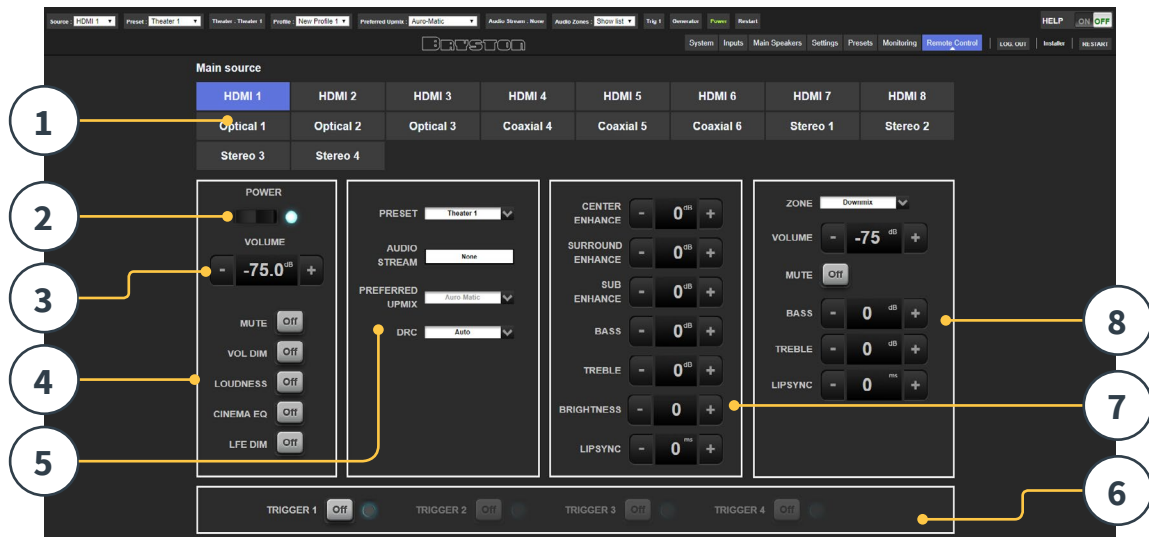 Source : HDMI 1 Preset : Theater 1 Theater : Theater 1 Profile : New Profile 1 Preferred Upmix : Auro-Matic Audio Stream : None Audio Zones : Show list Trig 1 Generator Power Restart HELP ON OFF
BRYSTON System Inputs Main Speakers Settings Presets Monitoring Remote Control LOG OUT Installer RESTART
Main source
HDMI 1 HDMI 2 HDMI 3 HDMI 4 HDMI 5 HDMI 6 HDMI 7 HDMI 8
Optical 1 Optical 2 Optical 3 Coaxial 4 Coaxial 5 Coaxial 6 Stereo 1 Stereo 2
Stereo 3 Stereo 4
1
2
3
4
5
POWER
VOLUME
- -75.0 dB +
MUTE Off
VOL DIM Off
LOUDNESS Off
CINEMA EQ Off
LFE DIM Off
PRESET Theater 1
AUDIO
STREAM None
PREFERRED
UPMIX Auro-Matic
DRC Auto
CENTER
ENHANCE - 0 dB +
SURROUND
ENHANCE - 0 dB +
SUB
ENHANCE - 0 dB +
BASS - 0 dB +
TREBLE - 0 dB +
BRIGHTNESS - 0 +
LIPSYNC - 0 ms +
ZONE Downmix
VOLUME - -75 dB +
MUTE Off
BASS - 0 dB +
TREBLE - 0 dB +
LIPSYNC - 0 ms +
8
7
6
TRIGGER 1 Off TRIGGER 2 Off TRIGGER 3 Off TRIGGER 4 Off